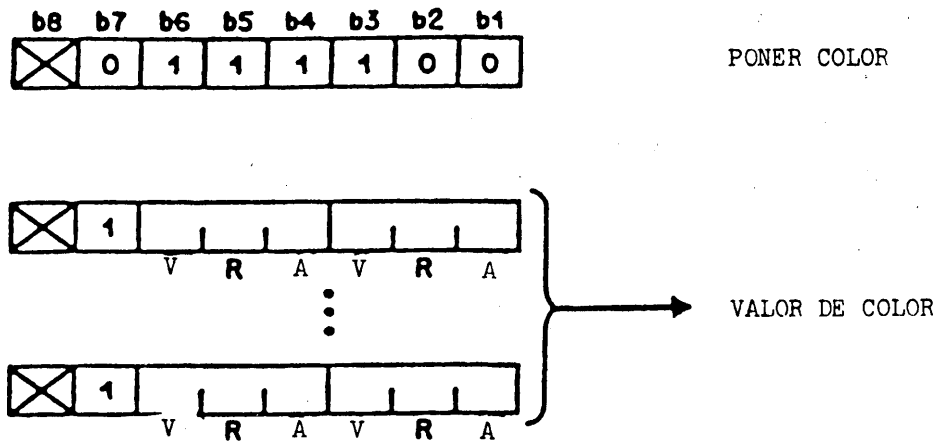 b8 b7 b6 b5 b4 b3 b2 b1
0 1 1 1 1 0 0 PONER COLOR
1
V R A V R A
VALOR DE COLOR
1
V R A V R A